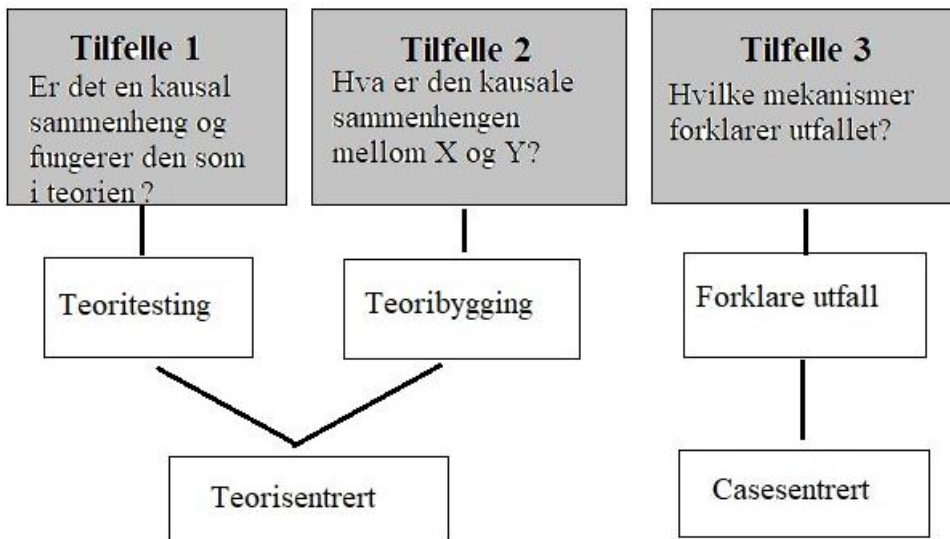 Tilfelle 1
Er det en kausal
sammenheng og
fungerer den som
i teorien ?
Tilfelle 2
Hva er den kausale
sammenhengen
mellom X og Y?
Tilfelle 3
Hvilke mekanismer
forklarer utfallet?
Teoritesting
Teoribygging
Forklare utfall
Teorisentrert
Casesentrert